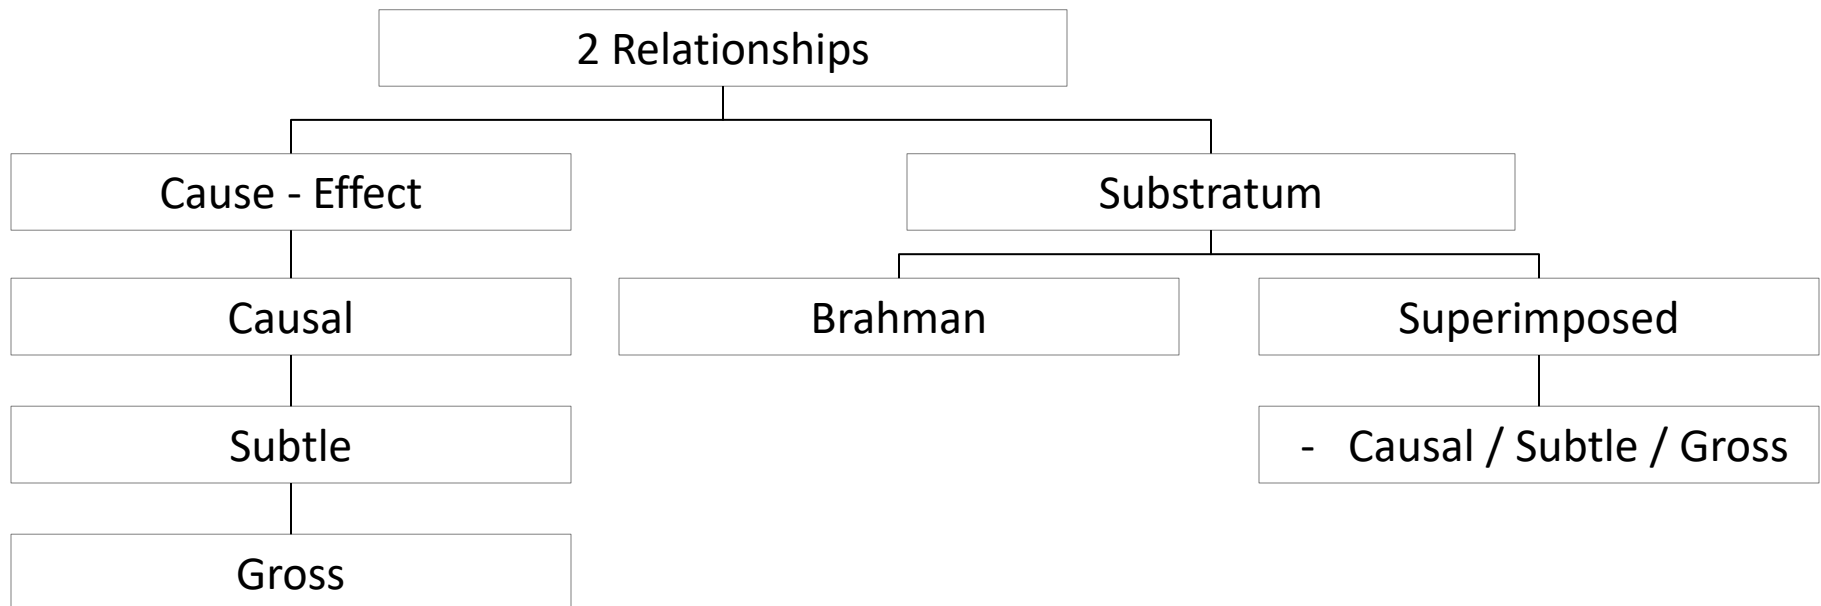 2 Relationships
Cause - Effect
Substratum
Causal
Brahman
Superimposed
Subtle
- Causal / Subtle / Gross
Gross